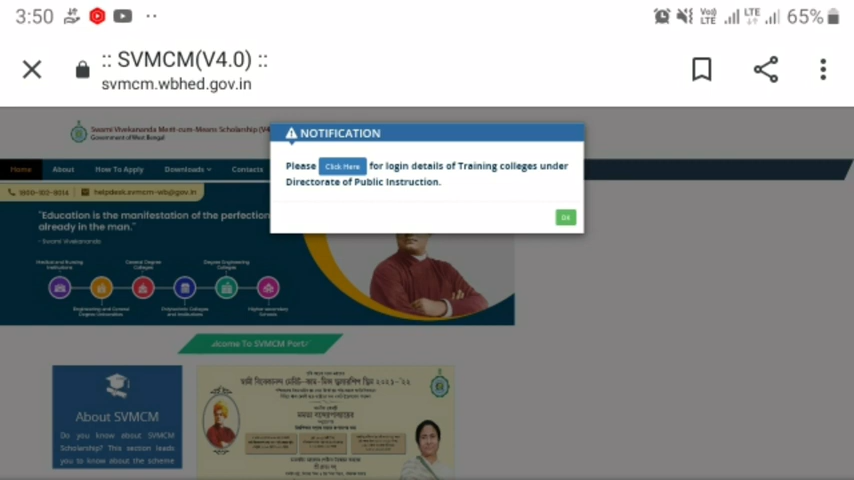 3:50
LTE
65%
:: SVMCM(V4.0) ::
svmcm.wbhed.gov.in
Swami Vivekananda Merit-cum-Means Scholarship (V4
Government of West Bengal
NOTIFICATION
Please Click Here for login details of Training colleges under
Directorate of Public Instruction.
OK
Home About How To Apply Downloads Contacts
1800-102-8014 helpdesk.svmcm-wb@gov.in
"Education is the manifestation of the perfection
already in the man."
- Swami Vivekananda
Medical and Nursing
Institutions
General Degree
Colleges
Degree Engineering
Colleges
Engineering and General
Degree Universities
Polytechnic Colleges
and Institutions
Higher secondary
Schools
elcome To SVMCM Port
About SVMCM
Do you know about SVMCM
Scholarship? This section leads
you to know about the scheme